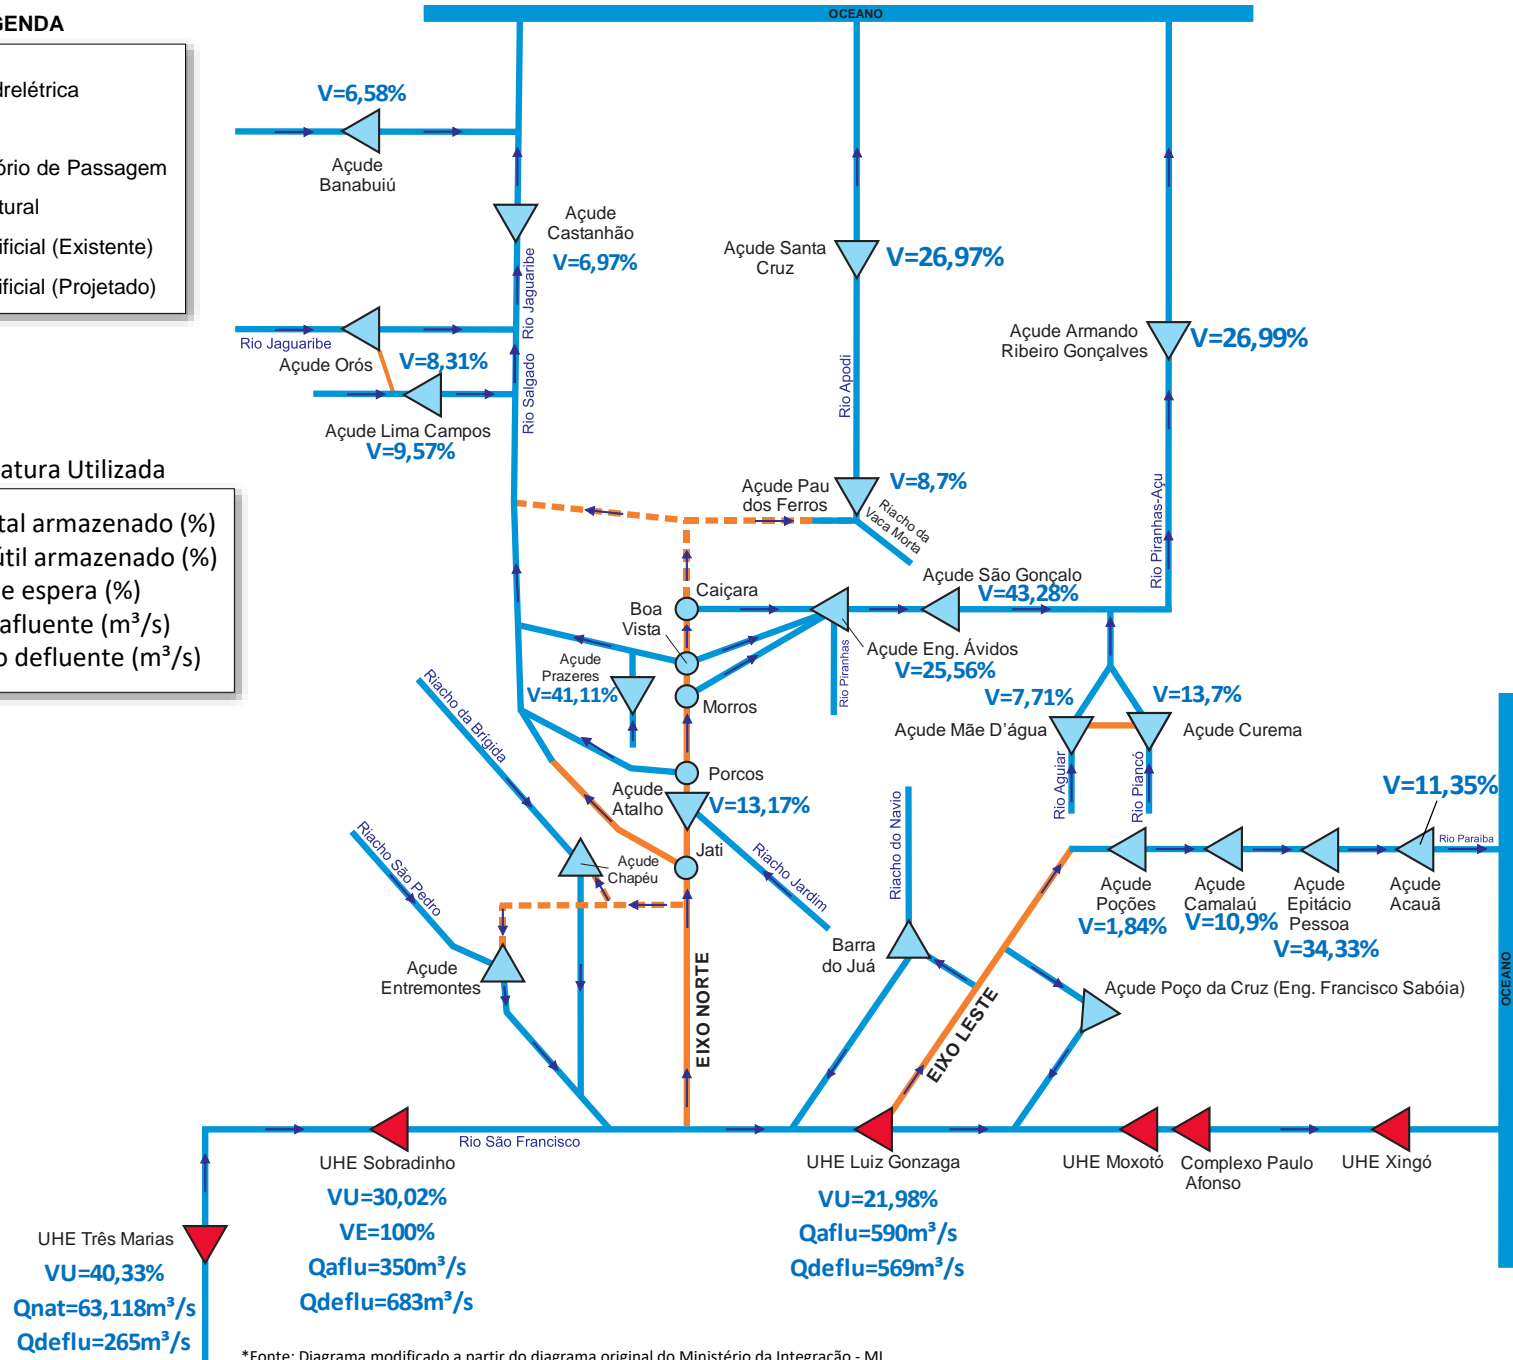 OCEANO
GENDA
drelétrica
ório de Passagem
tural
ificial (Existente)
ificial (Projetado)
V=6,58%
Açude
Banabuiú
Açude
Castanhão
V=6,97%
Rio Jaguaribe
Açude Santa
Cruz
V=26,97%
Açude Armando
Ribeiro Gonçalves
V=26,99%
Rio Jaguaribe
Açude Orós
V=8,31%
Rio Salgado
Rio Apodi
Açude Lima Campos
V=9,57%
atura Utilizada
tal armazenado (%)
útil armazenado (%)
e espera (%)
afluente (m³/s)
o defluente (m³/s)
Açude Pau
dos Ferros
V=8,7%
Riacho da
Vaca Morta
Rio Piranhas-Açu
Caiçara
Boa
Vista
Açude São Gonçalo
V=43,28%
Açude Eng. Ávidos
V=25,56%
Rio Piranhas
Açude
Prazeres
V=41,11%
Morros
Riacho da Brígida
V=7,71%
Açude Mãe D'água
V=13,7%
Açude Curema
Rio Aguiar
Rio Piancó
Porcos
Açude
Atalho
V=13,17%
Jati
Riacho Jardim
Riacho do Navio
V=11,35%
Rio Paraíba
Riacho São Pedro
Açude
Chapéu
Açude
Poções
V=1,84%
Açude
Camalaú
V=10,9%
Açude
Epitácio
Pessoa
V=34,33%
Açude
Acauã
Açude
Entremontes
Barra
do Juá
EIXO NORTE
EIXO LESTE
Açude Poço da Cruz (Eng. Francisco Sabóia)
OCEANO
Rio São Francisco
UHE Sobradinho
VU=30,02%
VE=100%
Qaflu=350m³/s
Qdeflu=683m³/s
UHE Luiz Gonzaga
VU=21,98%
Qaflu=590m³/s
Qdeflu=569m³/s
UHE Moxotó
Complexo Paulo
Afonso
UHE Xingó
UHE Três Marias
VU=40,33%
Qnat=63,118m³/s
Qdeflu=265m³/s
*Fonte: Diagrama modificado a partir do diagrama original do Ministério da Integração - MI